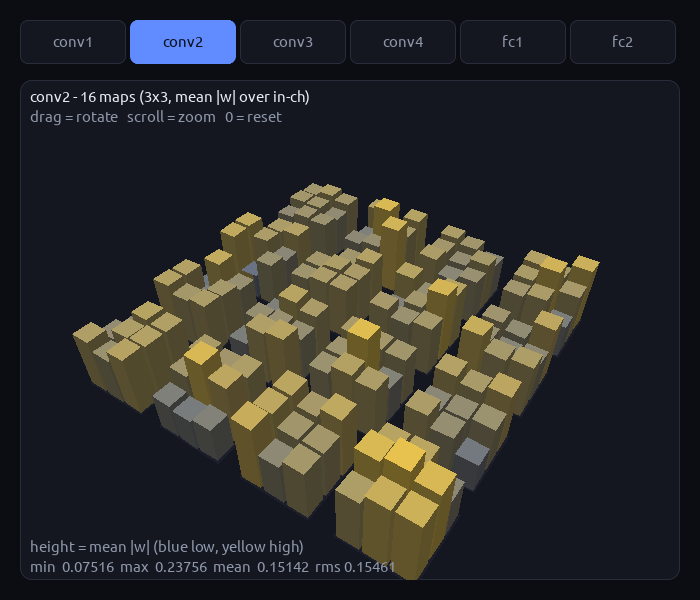 conv1 conv2 conv3 conv4 fc1 fc2
conv2 - 16 maps (3x3, mean |w| over in-ch)
drag = rotate scroll = zoom 0 = reset
height = mean |w| (blue low, yellow high)
min 0.07516 max 0.23756 mean 0.15142 rms 0.15461